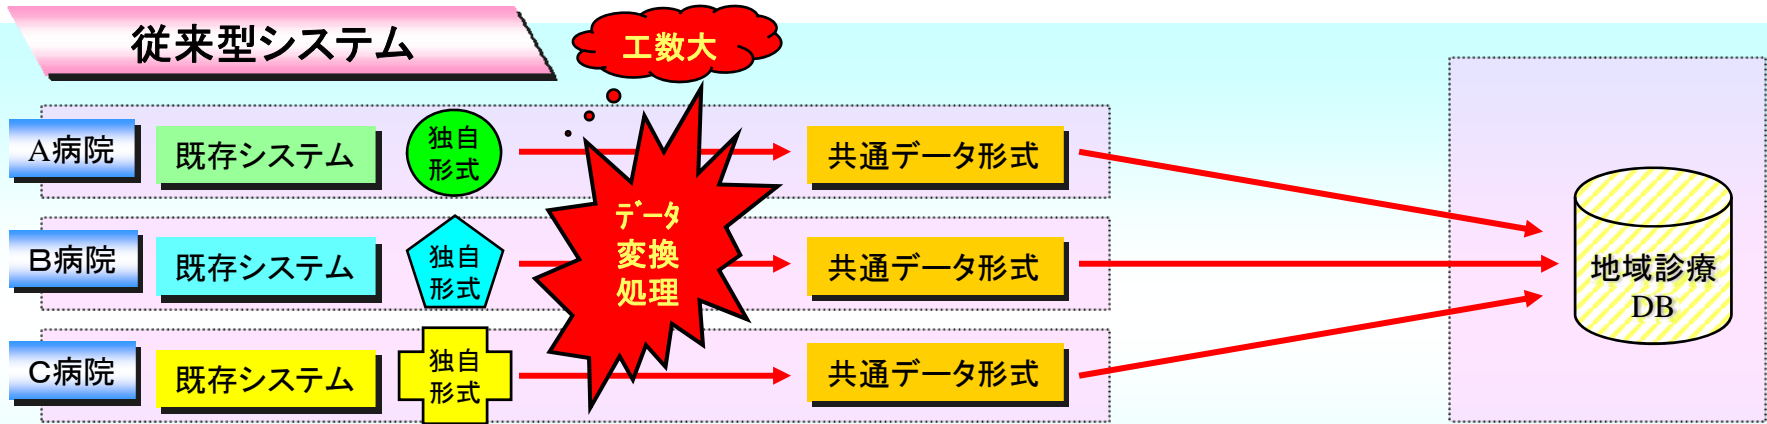 従来型システム
工数大
A病院
既存システム
独自
形式
共通データ形式
B病院
既存システム
独自
形式
共通データ形式
C病院
既存システム
独自
形式
共通データ形式
データ
変換
処理
地域診療
DB